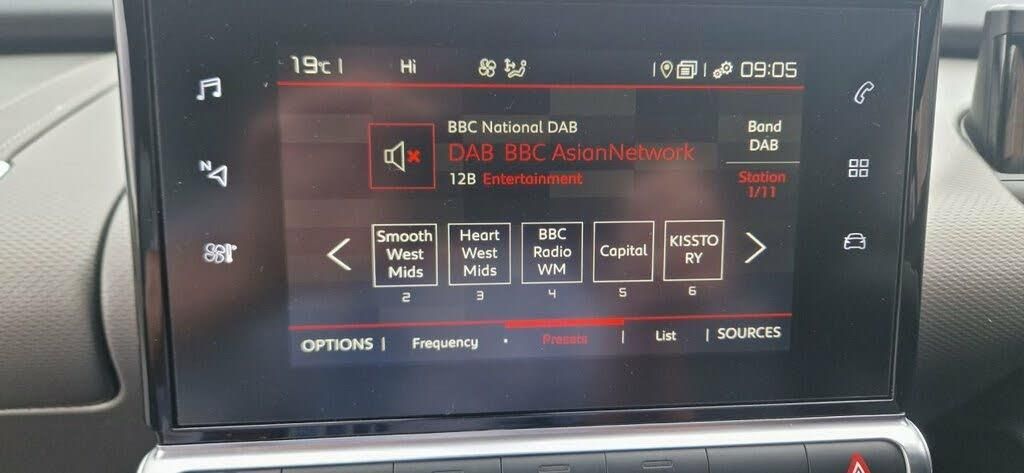 19°C Hi 09:05
BBC National DAB
DAB BBC AsianNetwork
12B Entertainment
Band
DAB
Station
1/11
N
Smooth
West
Mids
2
Heart
West
Mids
3
BBC
Radio
WM
4
Capital
5
KISSTO
RY
6
OPTIONS Frequency Presets List SOURCES